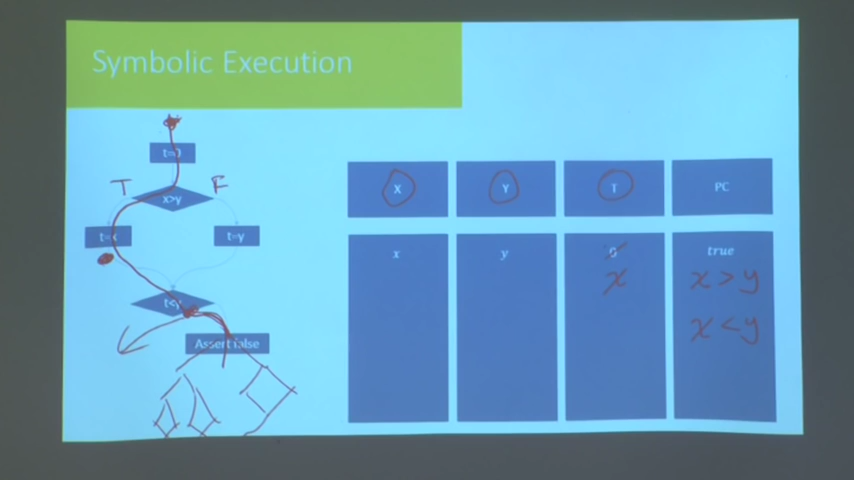 Symbolic Execution
t=0
T
F
x>y
t=x
t=y
t<y
Assert false
X Y T PC
x y 0 true
x x>y
x<y